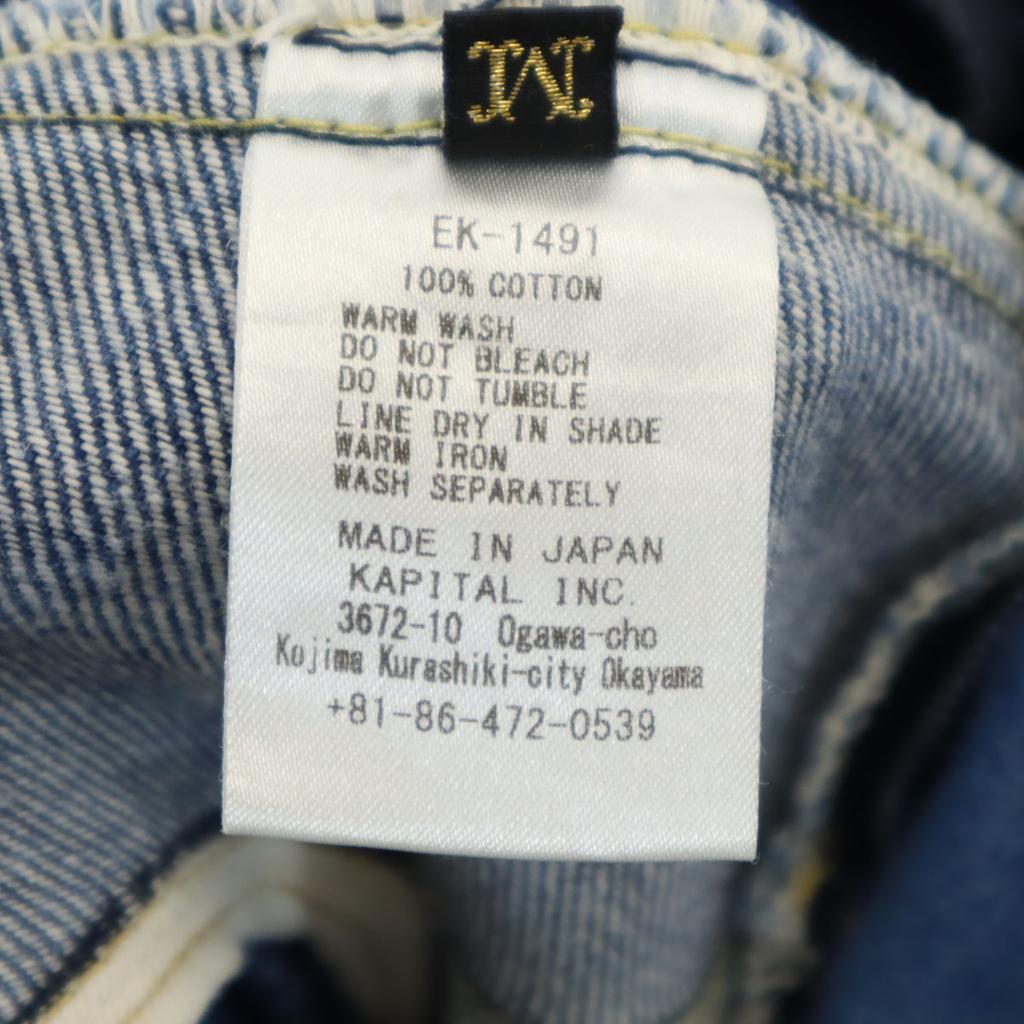 M
EK-1491
100% COTTON
WARM WASH
DO NOT BLEACH
DO NOT TUMBLE
LINE DRY IN SHADE
WARM IRON
WASH SEPARATELY
MADE IN JAPAN
KAPITAL INC.
3672-10 Ogawa-cho
Kojima Kurashiki-city Okayama
+81-86-472-0539